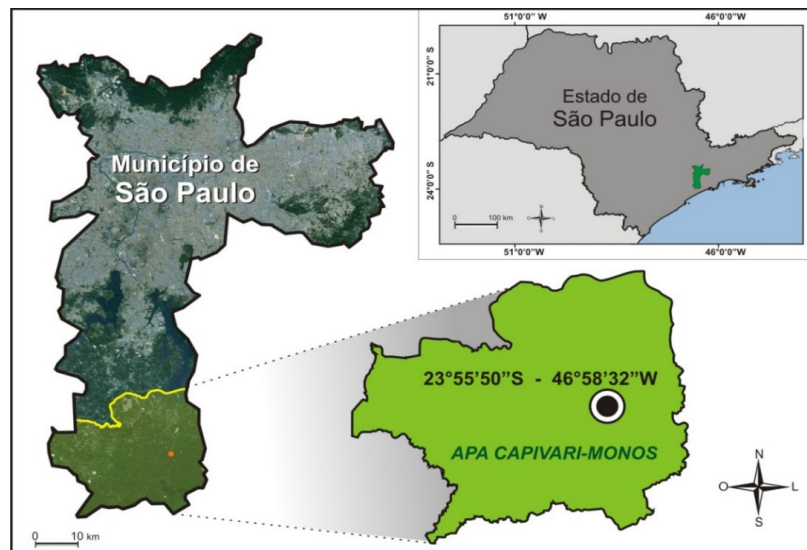 Município de
São Paulo
0 10 km
51°0'0" W 46°0'0" W
21°0'0" S
24°0'0" S
Estado de
São Paulo
0 100 km
N
O L
S
51°0'0" W 46°0'0" W
23°55'50"S - 46°58'32"W
APA CAPIVARI-MONOS
N
O L
S